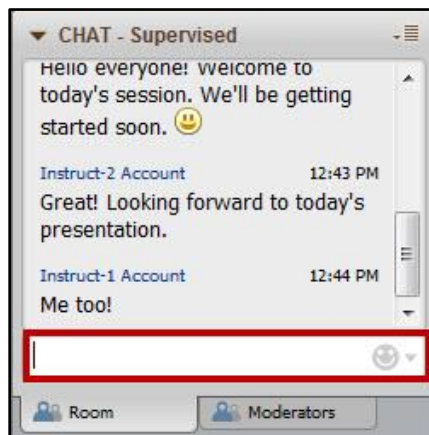 CHAT - Supervised
Hello everyone! Welcome to
today's session. We'll be getting
started soon.
Instruct-2 Account 12:43 PM
Great! Looking forward to today's
presentation.
Instruct-1 Account 12:44 PM
Me too!
Room Moderators